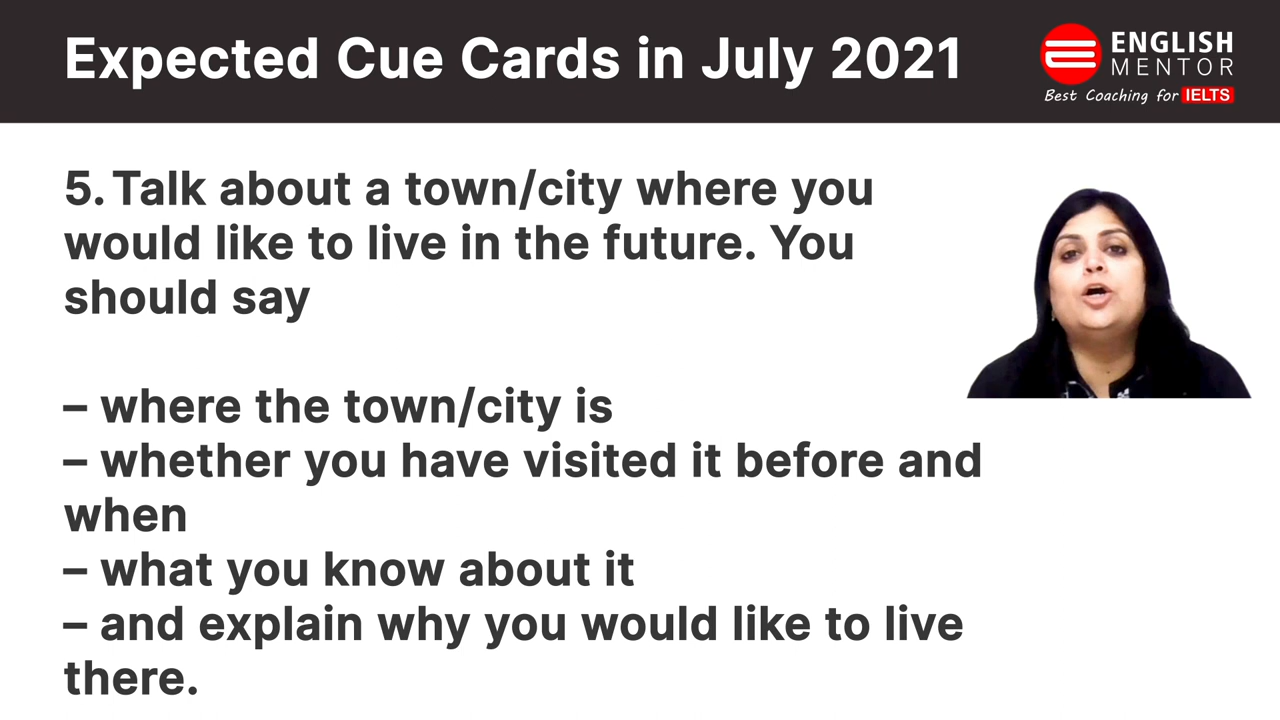 Expected Cue Cards in July 2021
ENGLISH
MENTOR
Best Coaching for IELTS
5. Talk about a town/city where you
would like to live in the future. You
should say
– where the town/city is
– whether you have visited it before and
when
– what you know about it
– and explain why you would like to live
there.